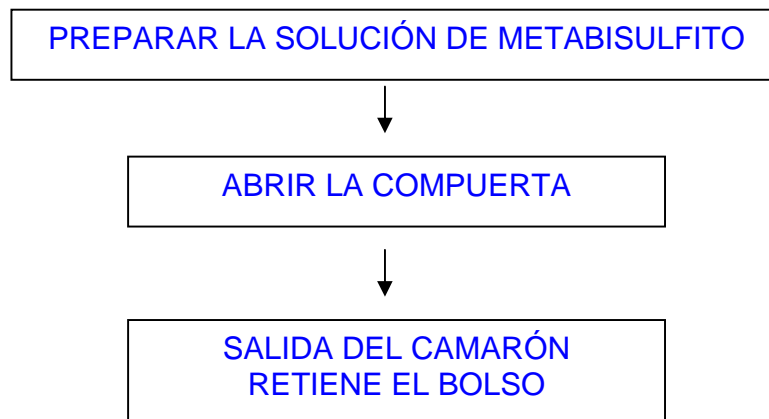 PREPARAR LA SOLUCIÓN DE METABISULFITO
ABRIR LA COMPUERTA
SALIDA DEL CAMARÓN
RETIENE EL BOLSO